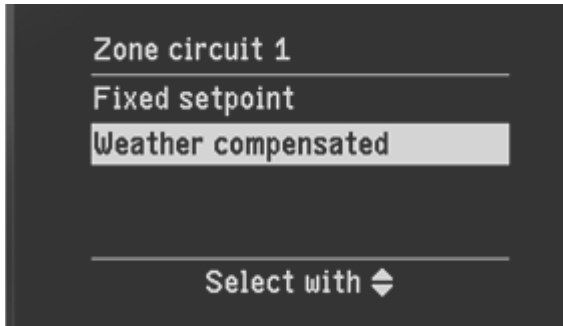 Zone circuit 1
Fixed setpoint
Weather compensated
Select with